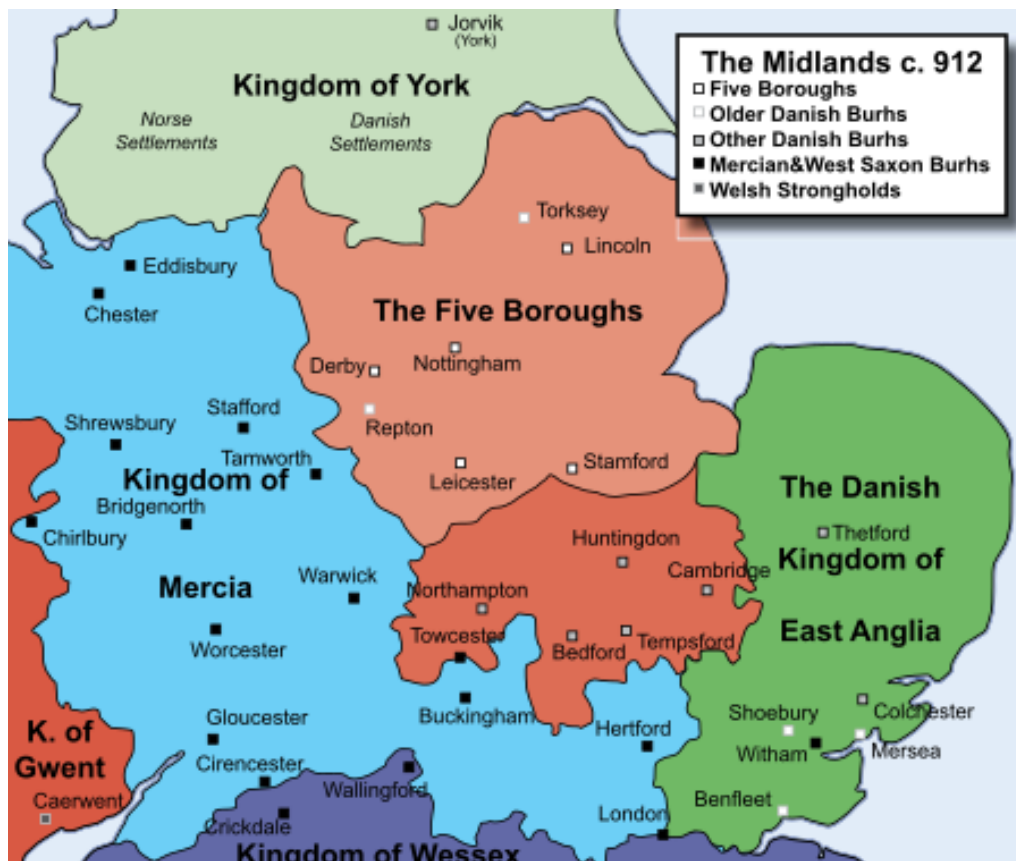 Jorvik
(York)
Kingdom of York
Norse
Settlements
Danish
Settlements
The Midlands c. 912
Five Boroughs
Older Danish Burhs
Other Danish Burhs
Mercian&West Saxon Burhs
Welsh Strongholds
Torksey
Lincoln
Eddisbury
Chester
The Five Boroughs
Nottingham
Derby
Repton
Leicester
Stamford
Stafford
Shrewsbury
Tamworth
Kingdom of
Bridgenorth
Chirlbury
Mercia
Warwick
Worcester
Gloucester
Cirencester
Crickdale
Wallingford
Huntingdon
Cambridge
Northampton
Towcester
Bedford
Tempsford
Buckingham
Hertford
London
The Danish
Thetford
Kingdom of
East Anglia
Colchester
Shoebury
Witham
Mersea
Benfleet
K. of
Gwent
Caerwent
Kingdom of Wessex